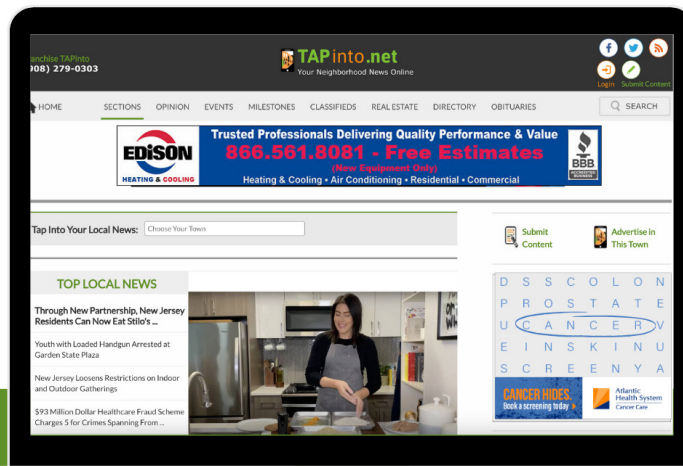 anchise TAPinto
908) 279-0303
TAPinto.net
Your Neighborhood News Online
Login Submit Content
HOME SECTIONS OPINION EVENTS MILESTONES CLASSIFIEDS REAL ESTATE DIRECTORY OBITUARIES SEARCH
EDISON
HEATING & COOLING
Trusted Professionals Delivering Quality Performance & Value
866.561.8081 - Free Estimates
(New Equipment Only)
Heating & Cooling • Air Conditioning • Residential • Commercial
BBB
ACCREDITED
BUSINESS
Tap Into Your Local News: Choose Your Town
Submit
Content
Advertise in
This Town
TOP LOCAL NEWS
Through New Partnership, New Jersey
Residents Can Now Eat Stilo's ...
Youth with Loaded Handgun Arrested at
Garden State Plaza
New Jersey Loosens Restrictions on Indoor
and Outdoor Gatherings
$93 Million Dollar Healthcare Fraud Scheme
Charges 5 for Crimes Spanning From ...
D S S C O L O N
P R O S T A T E
U C A N C E R V
E I N S K I N U
S C R E E N Y A
CANCER HIDES.
Book a screening today
Atlantic
Health System
Cancer Care